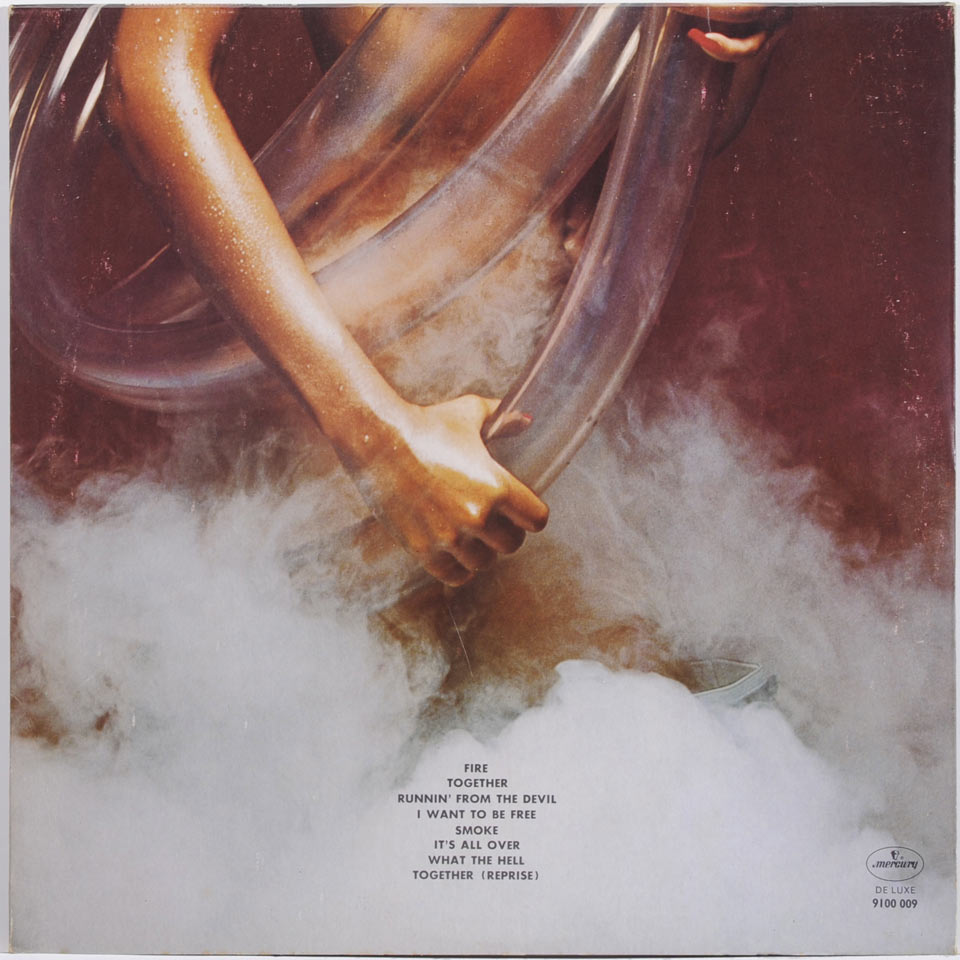 FIRE
TOGETHER
RUNNIN' FROM THE DEVIL
I WANT TO BE FREE
SMOKE
IT'S ALL OVER
WHAT THE HELL
TOGETHER (REPRISE)
mercury
DE LUXE
9100 009